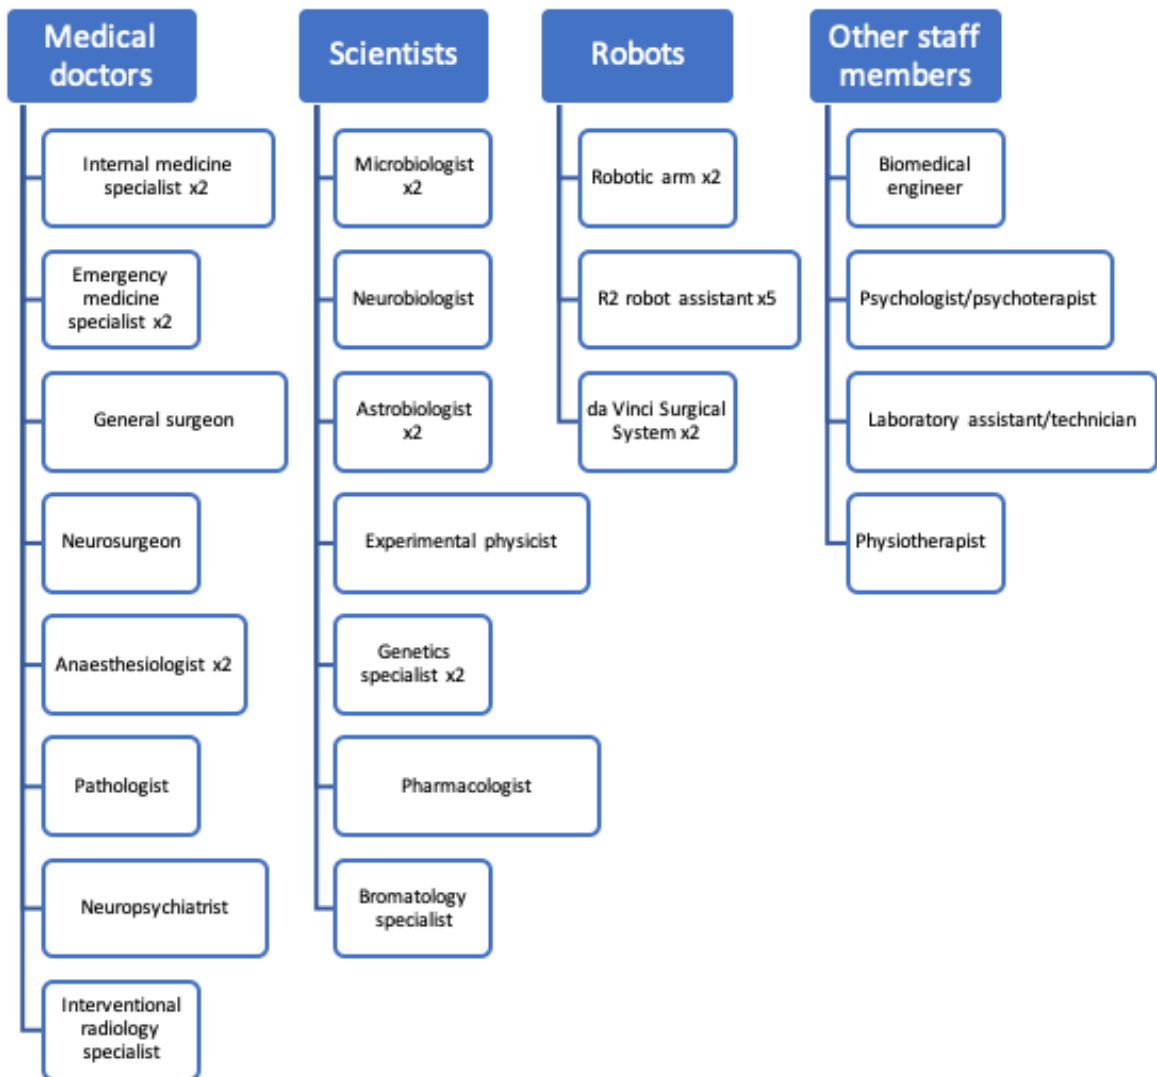 Medical
doctors
Internal medicine
specialist x2
Emergency
medicine
specialist x2
General surgeon
Neurosurgeon
Anaesthesiologist x2
Pathologist
Neuropsychiatrist
Interventional
radiology
specialist
Scientists
Microbiologist
x2
Neurobiologist
Astrobiologist
x2
Experimental physicist
Genetics
specialist x2
Pharmacologist
Bromatology
specialist
Robots
Robotic arm x2
R2 robot assistant x5
da Vinci Surgical
System x2
Other staff
members
Biomedical
engineer
Psychologist/psychoterapist
Laboratory assistant/technician
Physiotherapist